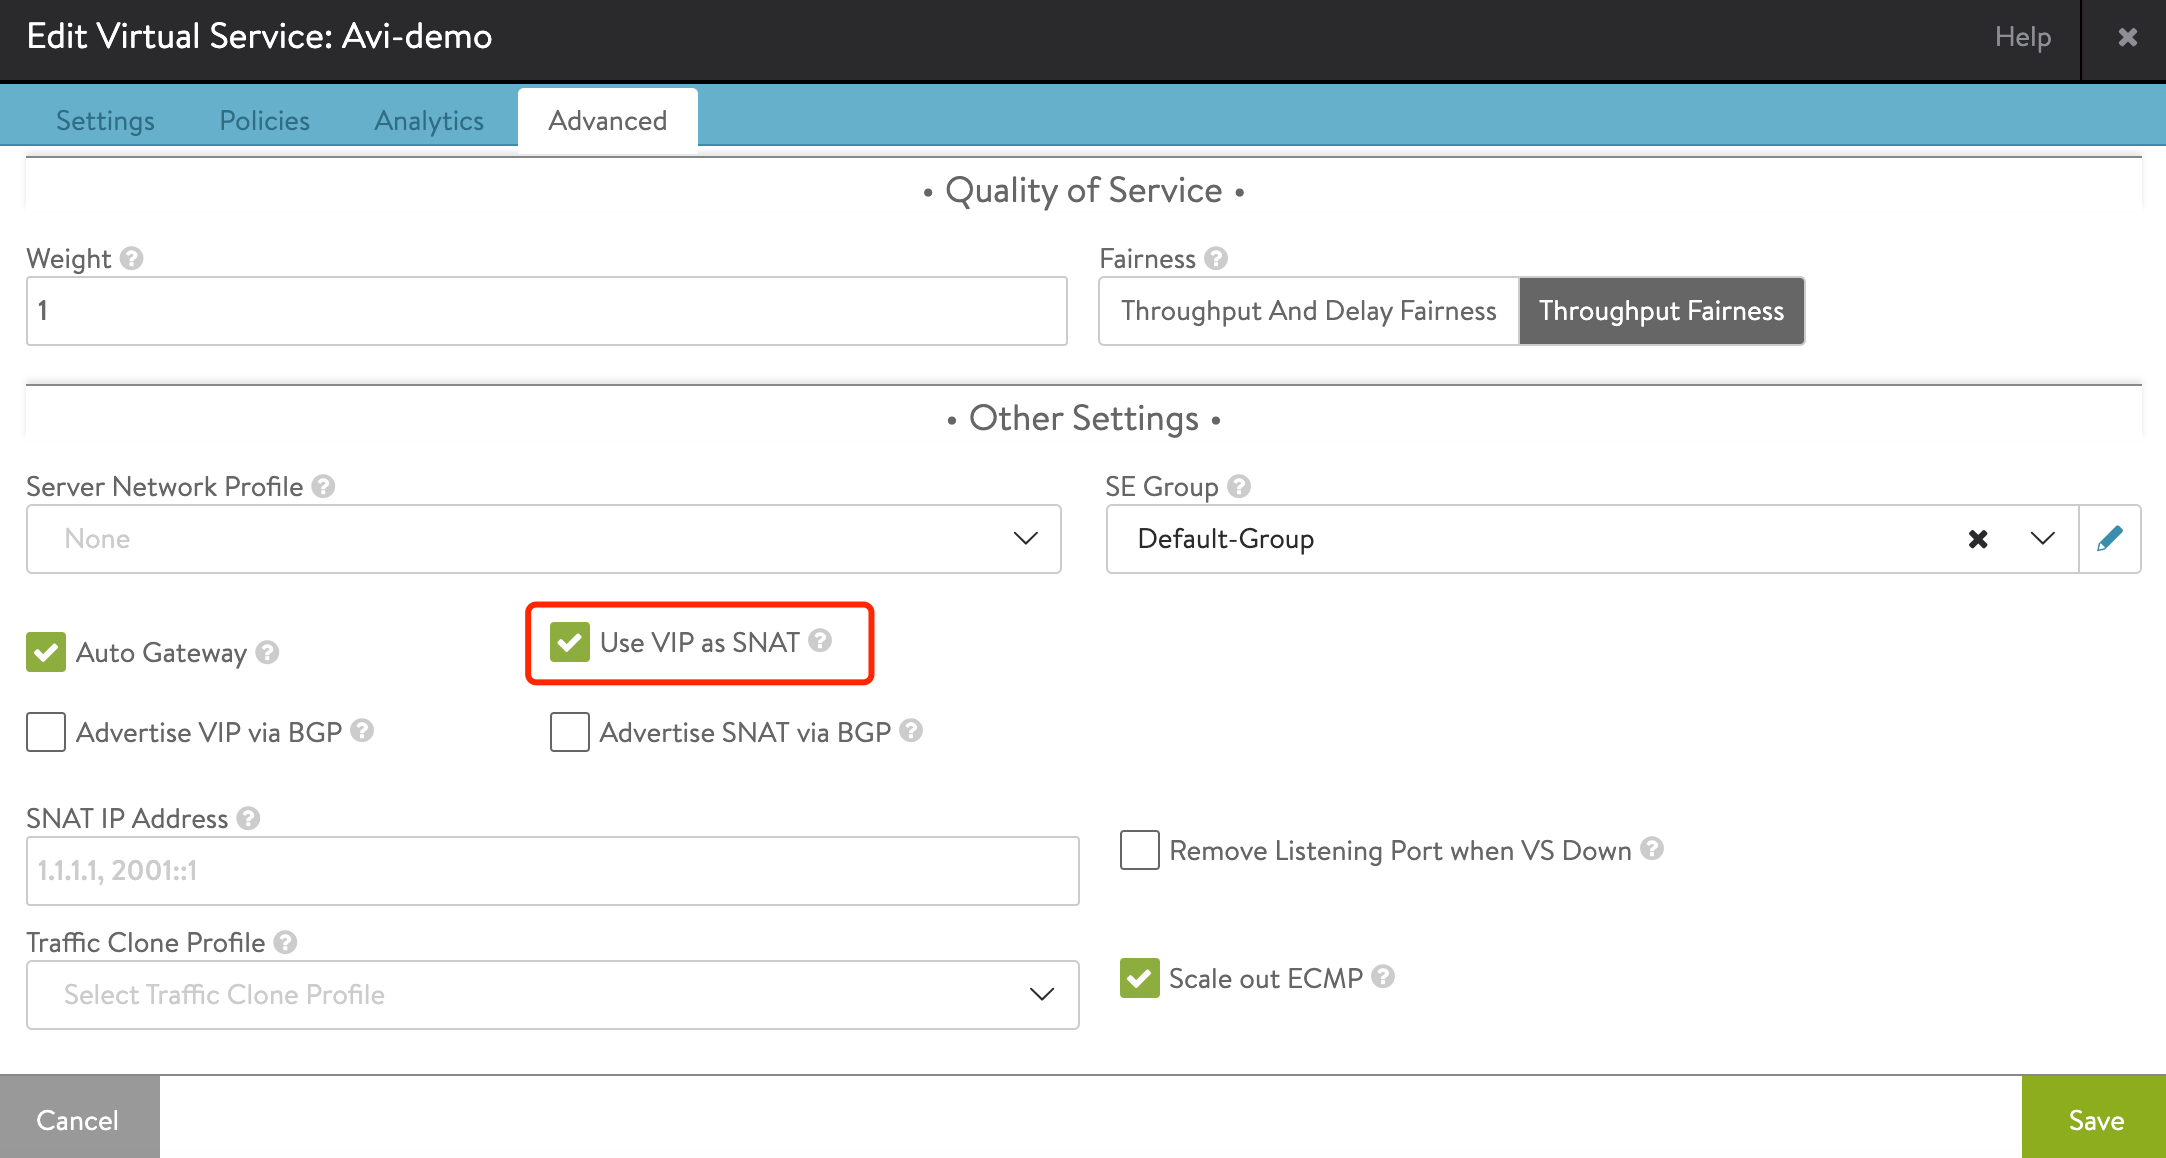 Edit Virtual Service: Avi-demo
Help
Settings Policies Analytics Advanced
• Quality of Service •
Weight ?
1
Fairness ?
Throughput And Delay Fairness Throughput Fairness
• Other Settings •
Server Network Profile ?
None
SE Group ?
Default-Group
Auto Gateway ?
Use VIP as SNAT ?
Advertise VIP via BGP ?
Advertise SNAT via BGP ?
SNAT IP Address ?
1.1.1.1, 2001::1
Remove Listening Port when VS Down ?
Traffic Clone Profile ?
Select Traffic Clone Profile
Scale out ECMP ?
Cancel
Save